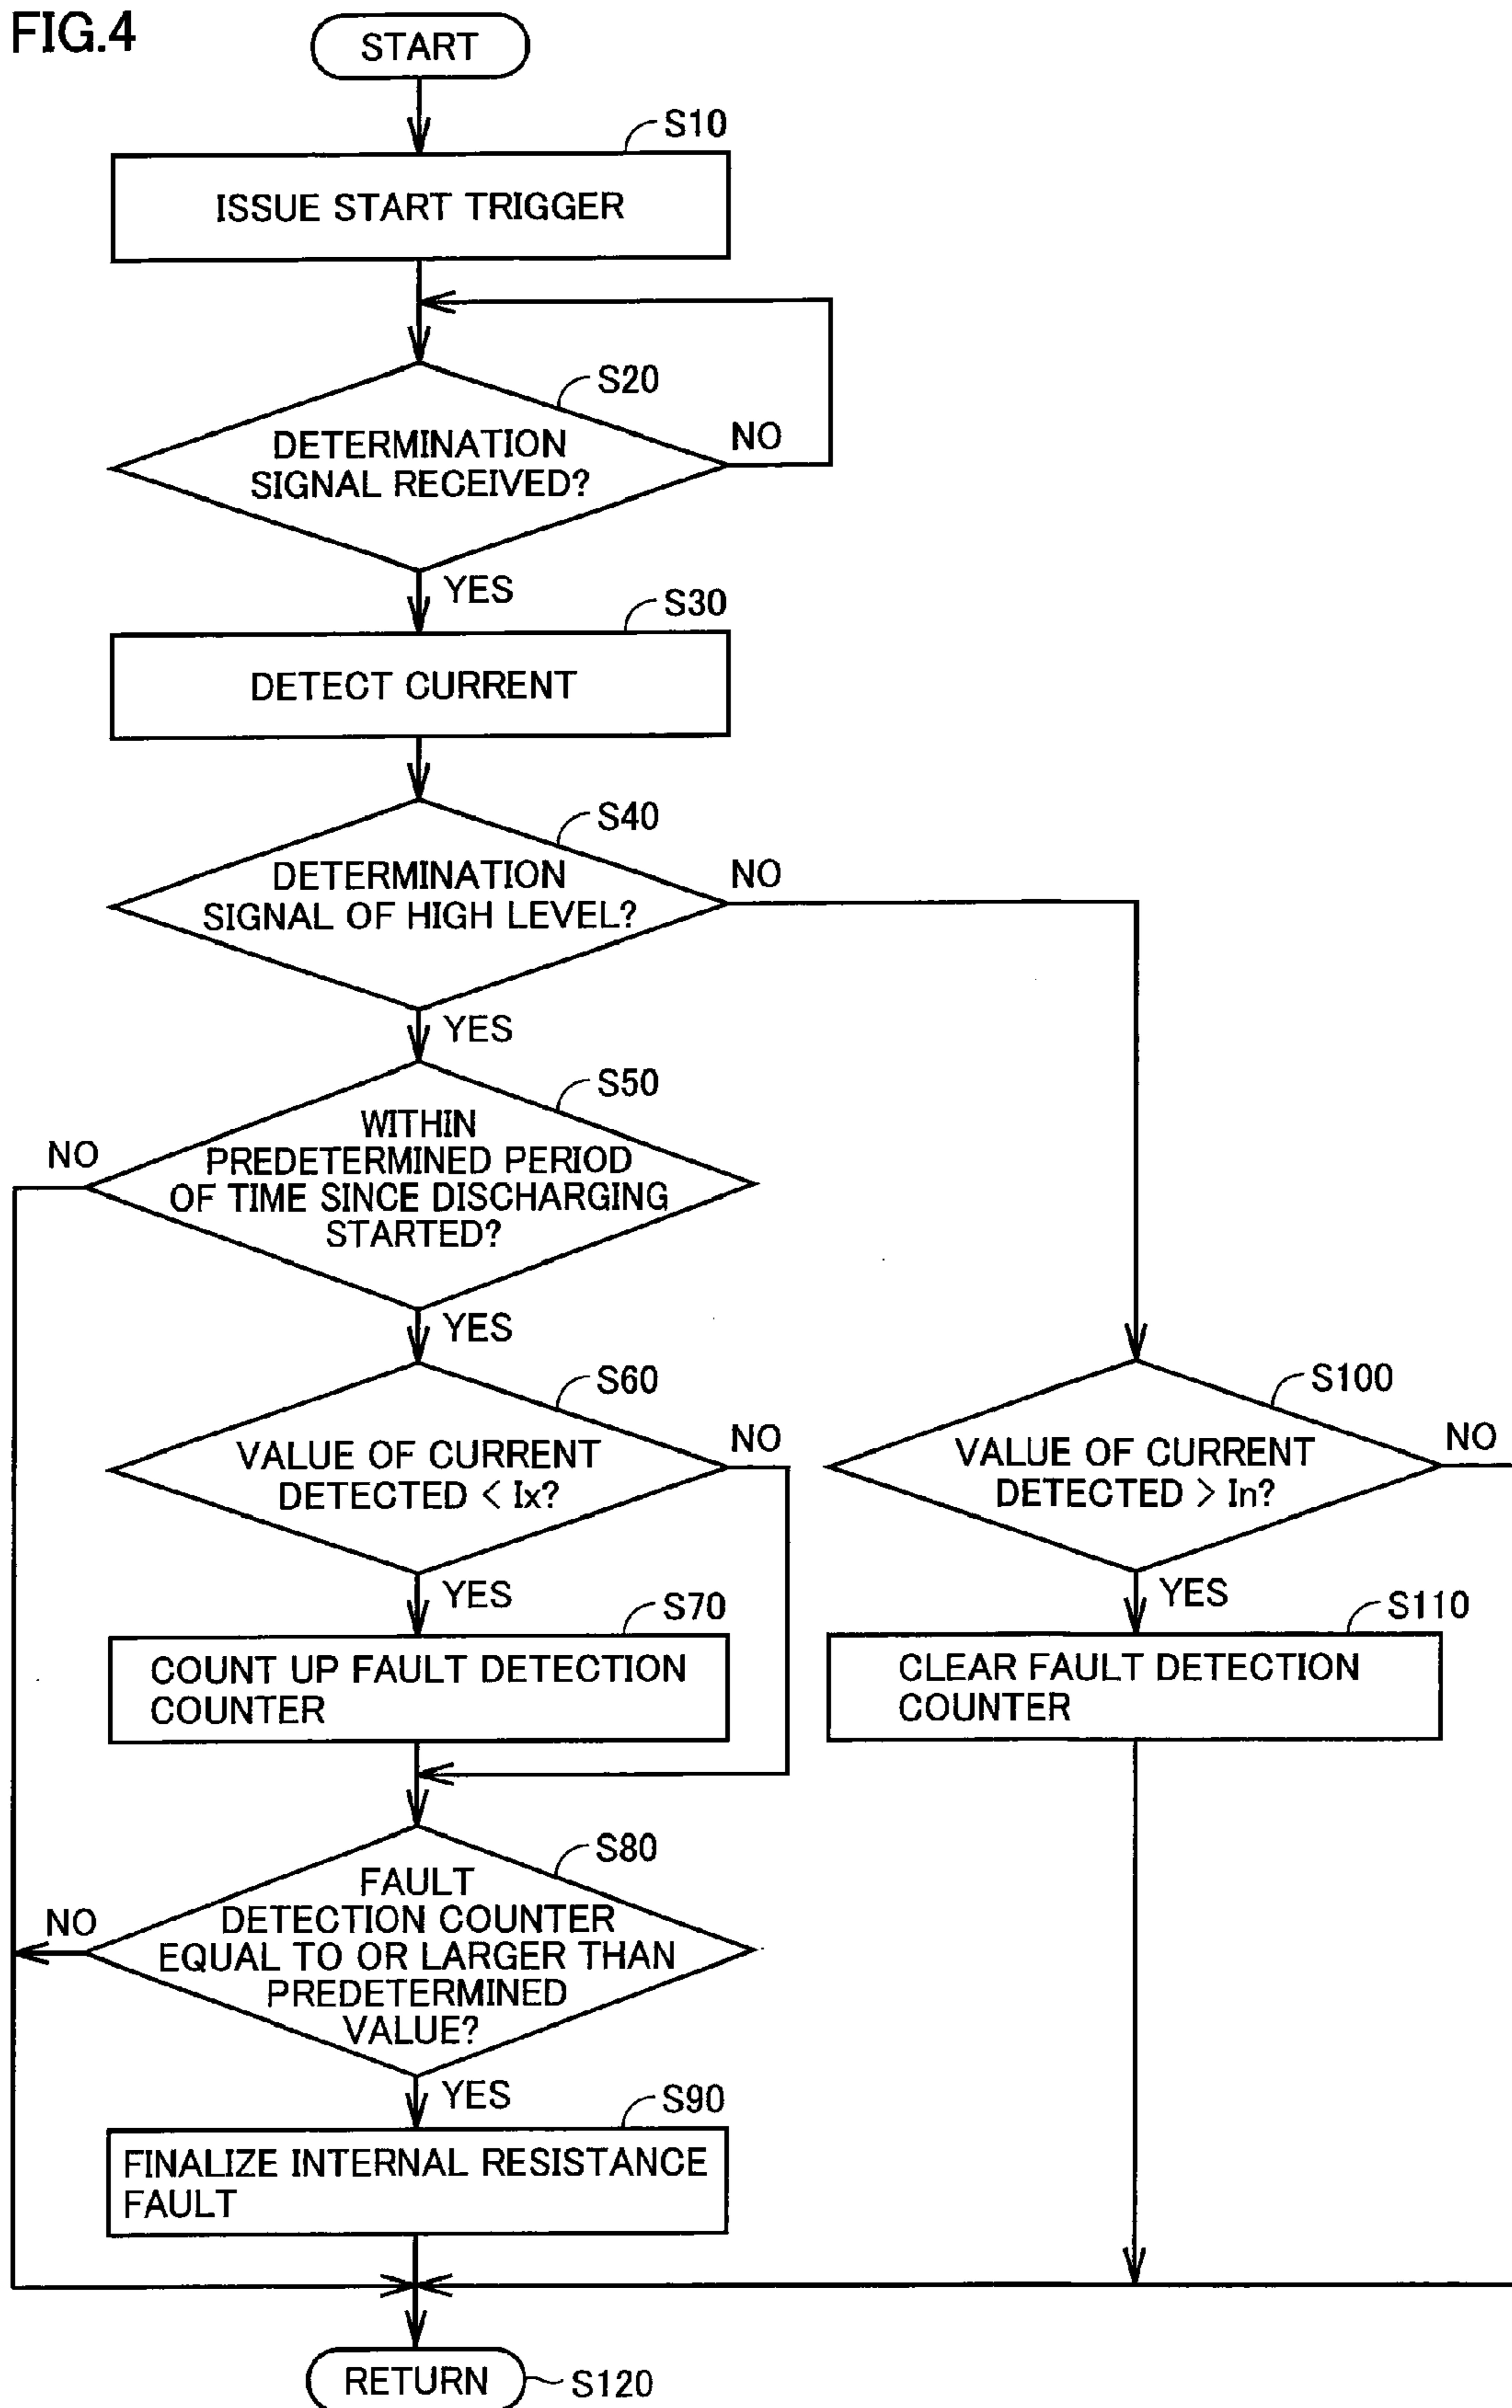 FIG.4
START
S10
ISSUE START TRIGGER
S20
DETERMINATION
SIGNAL RECEIVED?
NO
YES
S30
DETECT CURRENT
S40
DETERMINATION
SIGNAL OF HIGH LEVEL?
NO
YES
S50
WITHIN
PREDETERMINED PERIOD
OF TIME SINCE DISCHARGING
STARTED?
NO
YES
S60
VALUE OF CURRENT
DETECTED < Ix?
NO
YES
S70
COUNT UP FAULT DETECTION
COUNTER
S80
FAULT
DETECTION COUNTER
EQUAL TO OR LARGER THAN
PREDETERMINED
VALUE?
NO
YES
S90
FINALIZE INTERNAL RESISTANCE
FAULT
S100
VALUE OF CURRENT
DETECTED > In?
NO
YES
S110
CLEAR FAULT DETECTION
COUNTER
RETURN
S120